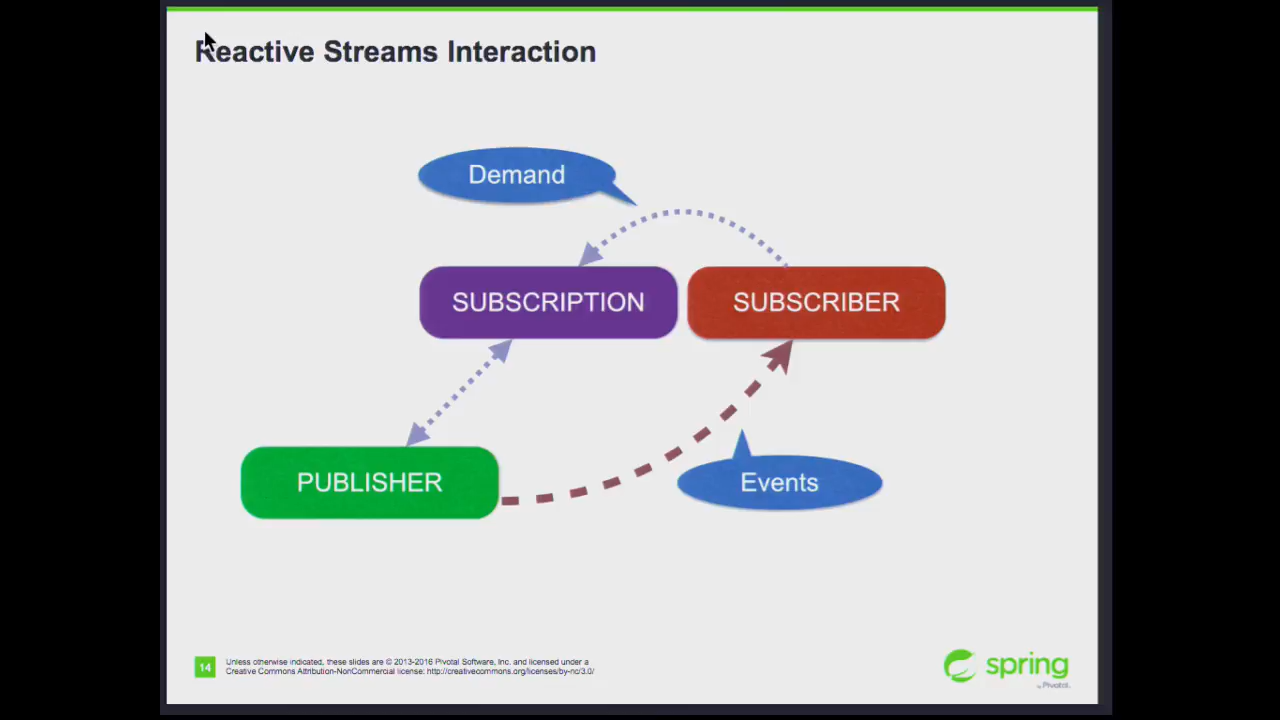 Reactive Streams Interaction
Demand
SUBSCRIPTION
SUBSCRIBER
PUBLISHER
Events
14
Unless otherwise indicated, these slides are © 2013-2016 Pivotal Software, Inc. and licensed under a
Creative Commons Attribution-NonCommercial license: http://creativecommons.org/licenses/by-nc/3.0/
spring
by Pivotal.